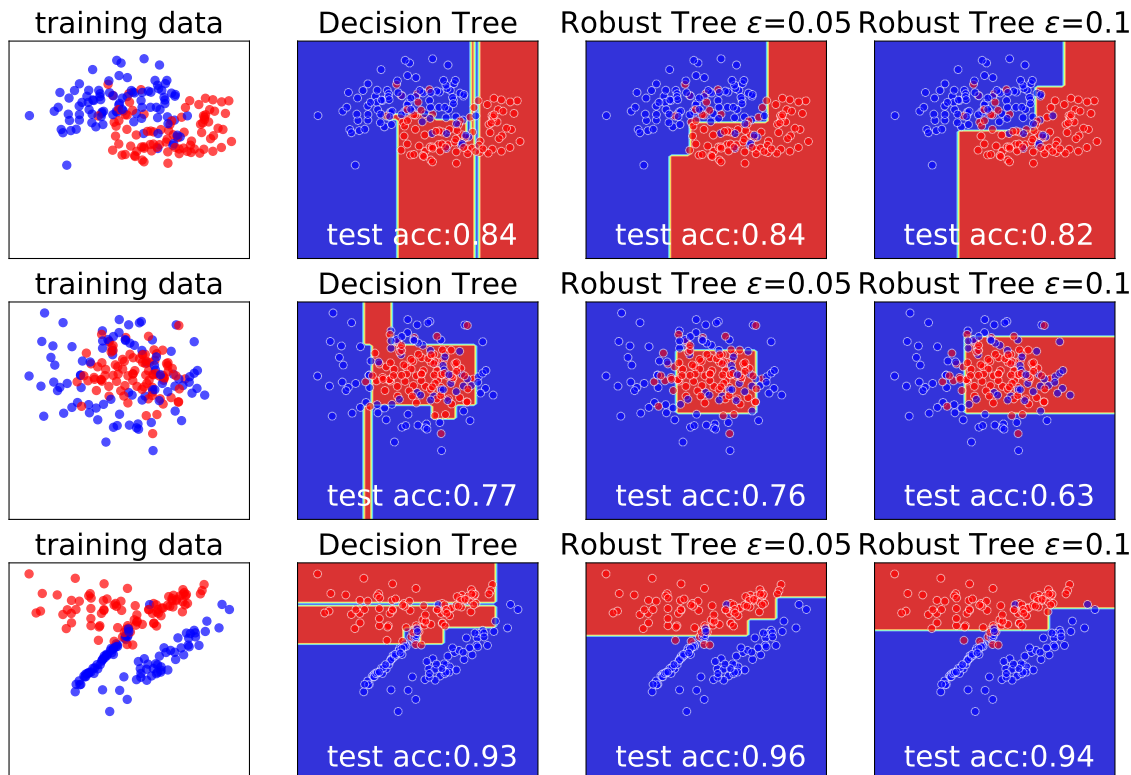 training data
Decision Tree
Robust Tree ε=0.05
Robust Tree ε=0.1
test acc:0.84
test acc:0.84
test acc:0.82
training data
Decision Tree
Robust Tree ε=0.05
Robust Tree ε=0.1
test acc:0.77
test acc:0.76
test acc:0.63
training data
Decision Tree
Robust Tree ε=0.05
Robust Tree ε=0.1
test acc:0.93
test acc:0.96
test acc:0.94